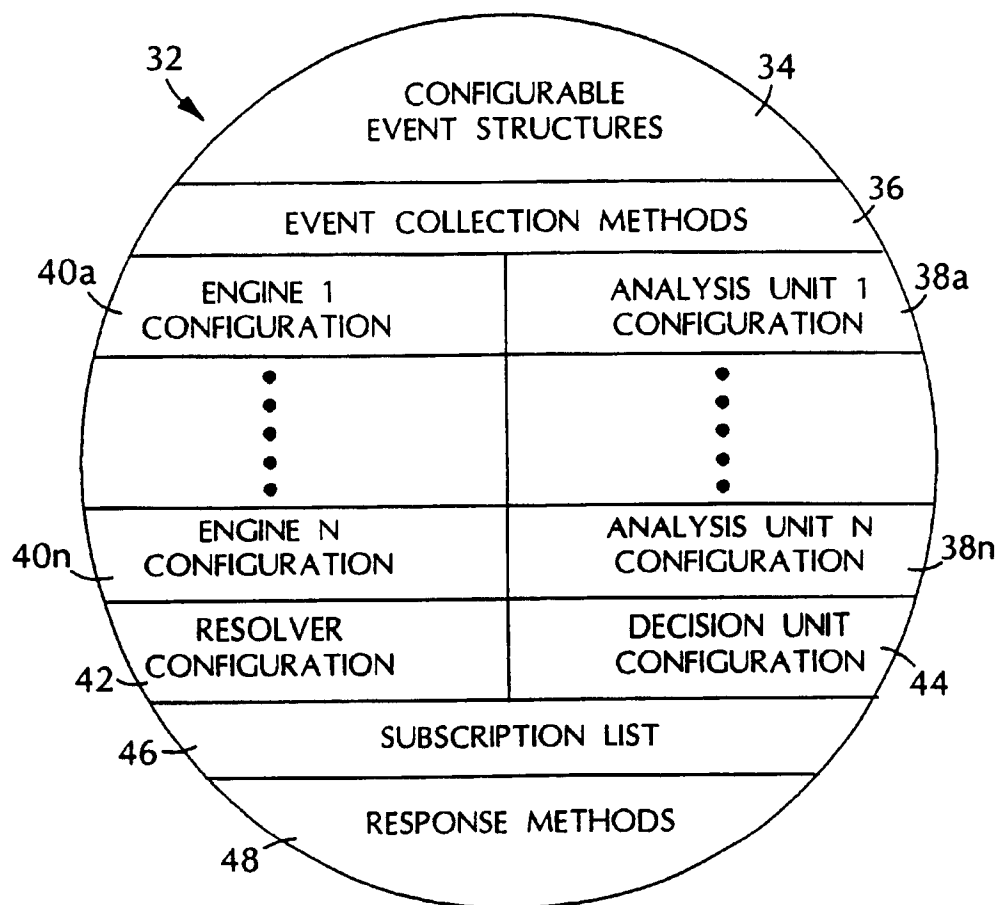 32
34
CONFIGURABLE
EVENT STRUCTURES
36
EVENT COLLECTION METHODS
40a
ENGINE 1
CONFIGURATION
ANALYSIS UNIT 1
CONFIGURATION
38a
40n
ENGINE N
CONFIGURATION
ANALYSIS UNIT N
CONFIGURATION
38n
42
RESOLVER
CONFIGURATION
DECISION UNIT
CONFIGURATION
44
46
SUBSCRIPTION LIST
RESPONSE METHODS
48